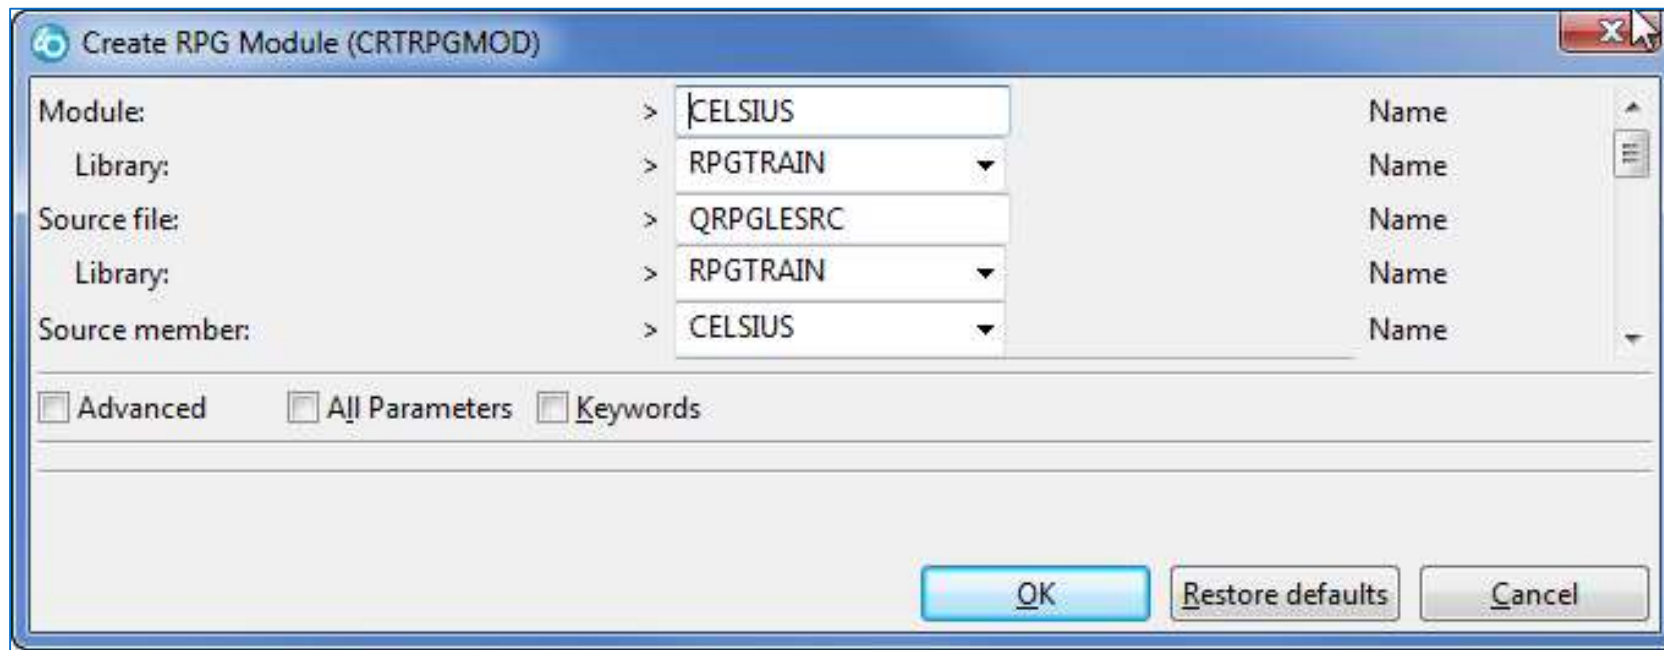 Create RPG Module (CRTRPGMOD)
Module: > CELSIUS Name
Library: > RPGTRAIN Name
Source file: > QRPGLESRC Name
Library: > RPGTRAIN Name
Source member: > CELSIUS Name
Advanced All Parameters Keywords
OK Restore defaults Cancel